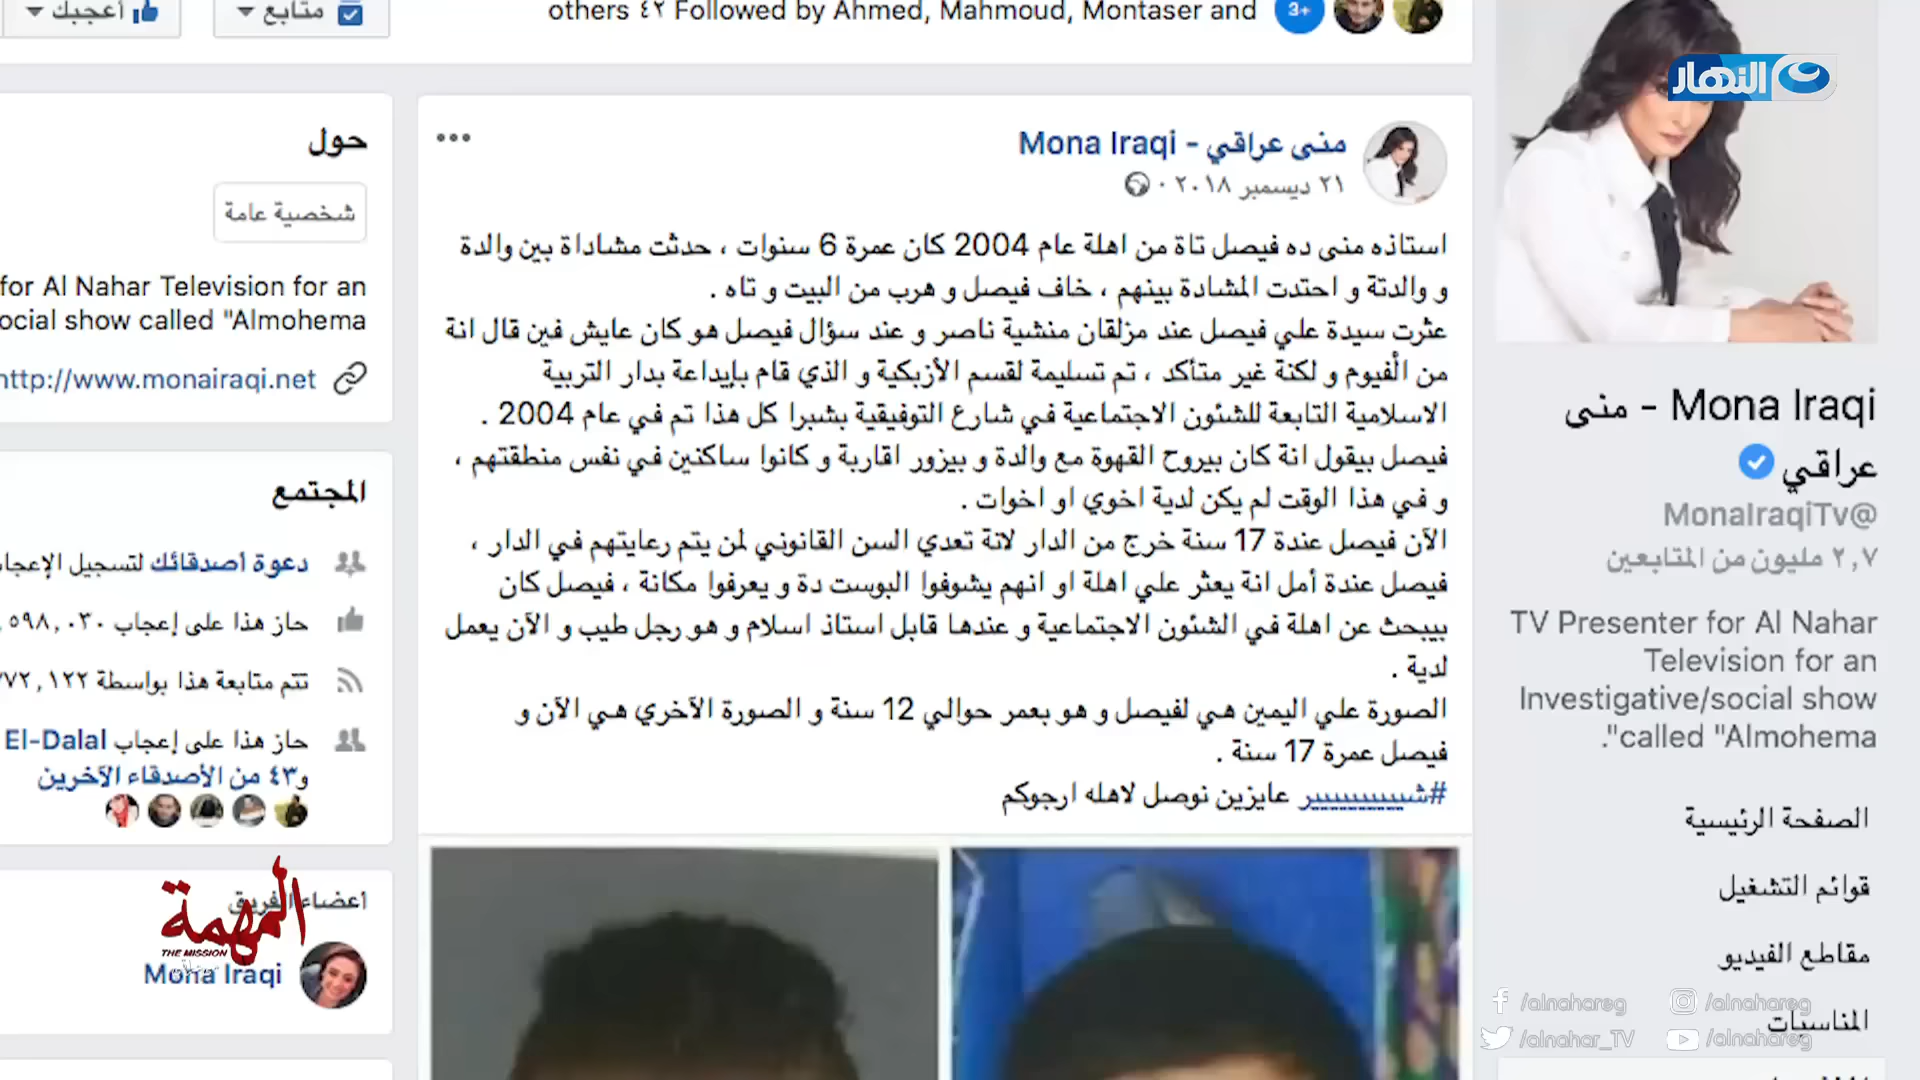 متابع
أعجبك
others ٤٢ Followed by Ahmed, Mahmoud, Montaser and
+3
النهار
منى عراقي - Mona Iraqi
٢١ ديسمبر ٢٠١٨ ·
استاذه منى ده فيصل تاة من اهلة عام 2004 كان عمرة 6 سنوات ، حدثت مشاداة بين والدة
و والدتة و احتدت المشادة بينهم ، خاف فيصل و هرب من البيت و تاه .
عثرت سيدة علي فيصل عند مزلقان منشية ناصر و عند سؤال فيصل هو كان عايش فين قال انة
من الْفيوم و لكنة غير متأكد ، تم تسليمة لقسم الأزبكية و الذي قام بإيداعة بدار التربية
الاسلامية التابعة للشئون الاجتماعية في شارع التوفيقية بشبرا كل هذا تم في عام 2004 .
فيصل بيقول انة كان بيروح القهوة مع والدة و بيزور اقاربة و كانوا ساكنين في نفس منطقتهم ،
و في هذا الوقت لم يكن لدية اخوي او اخوات .
الآن فيصل عندة 17 سنة خرج من الدار لانة تعدي السن القانوني لمن يتم رعايتهم في الدار ،
فيصل عندة أمل انة يعثر علي اهلة او انهم يشوفوا البوست دة و يعرفوا مكانة ، فيصل كان
بيبحث عن اهلة في الشئون الاجتماعية و عندها قابل استاذ اسلام و هو رجل طيب و الآن يعمل
لدية .
الصورة علي اليمين هي لفيصل و هو بعمر حوالي 12 سنة و الصورة الآخري هي الآن و
فيصل عمرة 17 سنة .
#شيييييييييير عايزين نوصل لاهله ارجوكم
حول
شخصية عامة
for Al Nahar Television for an
ocial show called "Almohema
http://www.monairaqi.net
المجتمع
دعوة أصدقائك لتسجيل الإعجا
حاز هذا على إعجاب ٥٩٨,٠٣٠
تتم متابعة هذا بواسطة ٧٧٢,١٢٢
حاز هذا على إعجاب El-Dalal
و٤٣ من الأصدقاء الآخرين
أعضاء الفريق
المهمة
THE MISSION
Mona Iraqi
Mona Iraqi - منى
عراقي
@MonaIraqiTv
٢,٧ مليون من المتابعين
TV Presenter for Al Nahar
Television for an
Investigative/social show
called "Almohema".
الصفحة الرئيسية
قوائم التشغيل
مقاطع الفيديو
المناسبات
/alnahareg
/alnahareg
/alnahar_TV
/alnahareg